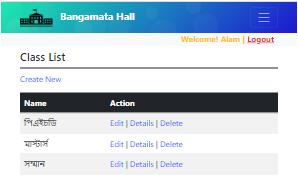 Bangamata Hall
Welcome! Alam | Logout
Class List
Create New
Name Action
পিএইচডি Edit | Details | Delete
মাস্টার্স Edit | Details | Delete
সম্মান Edit | Details | Delete